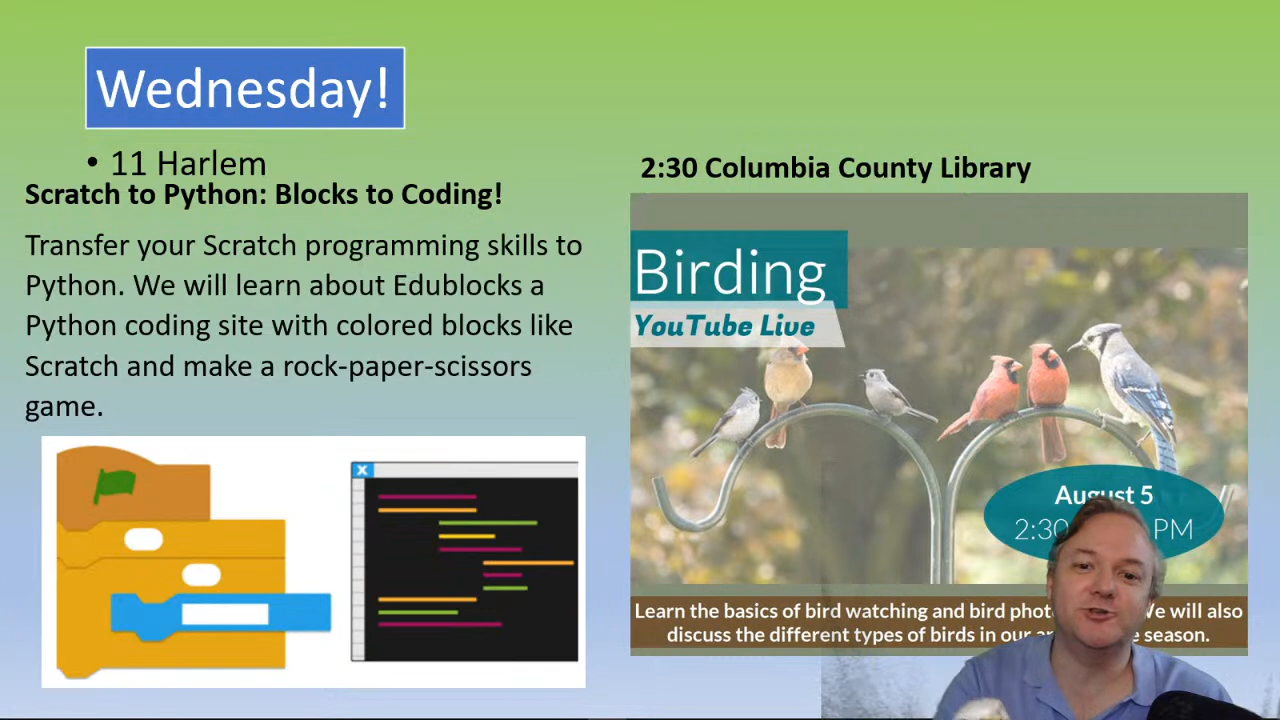 Wednesday!
• 11 Harlem
Scratch to Python: Blocks to Coding!
Transfer your Scratch programming skills to
Python. We will learn about Edublocks a
Python coding site with colored blocks like
Scratch and make a rock-paper-scissors
game.
X
2:30 Columbia County Library
Birding
YouTube Live
August 5
2:30 PM
Learn the basics of bird watching and bird We will also
discuss the different types of birds in our season.